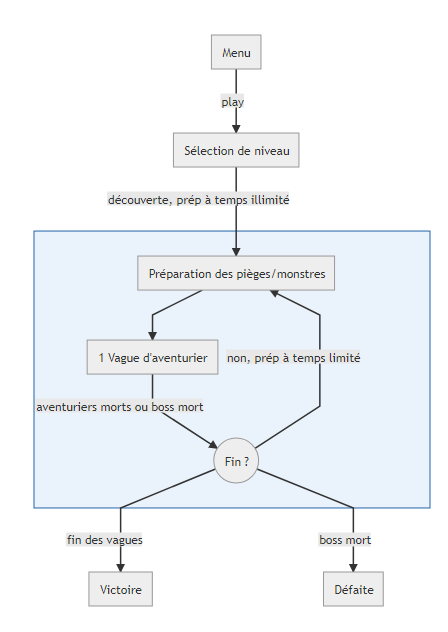 Menu
play
Sélection de niveau
découverte, prép à temps illimité
Préparation des pièges/monstres
1 Vague d'aventurier
non, prép à temps limité
aventuriers morts ou boss mort
Fin ?
fin des vagues
boss mort
Victoire
Défaite